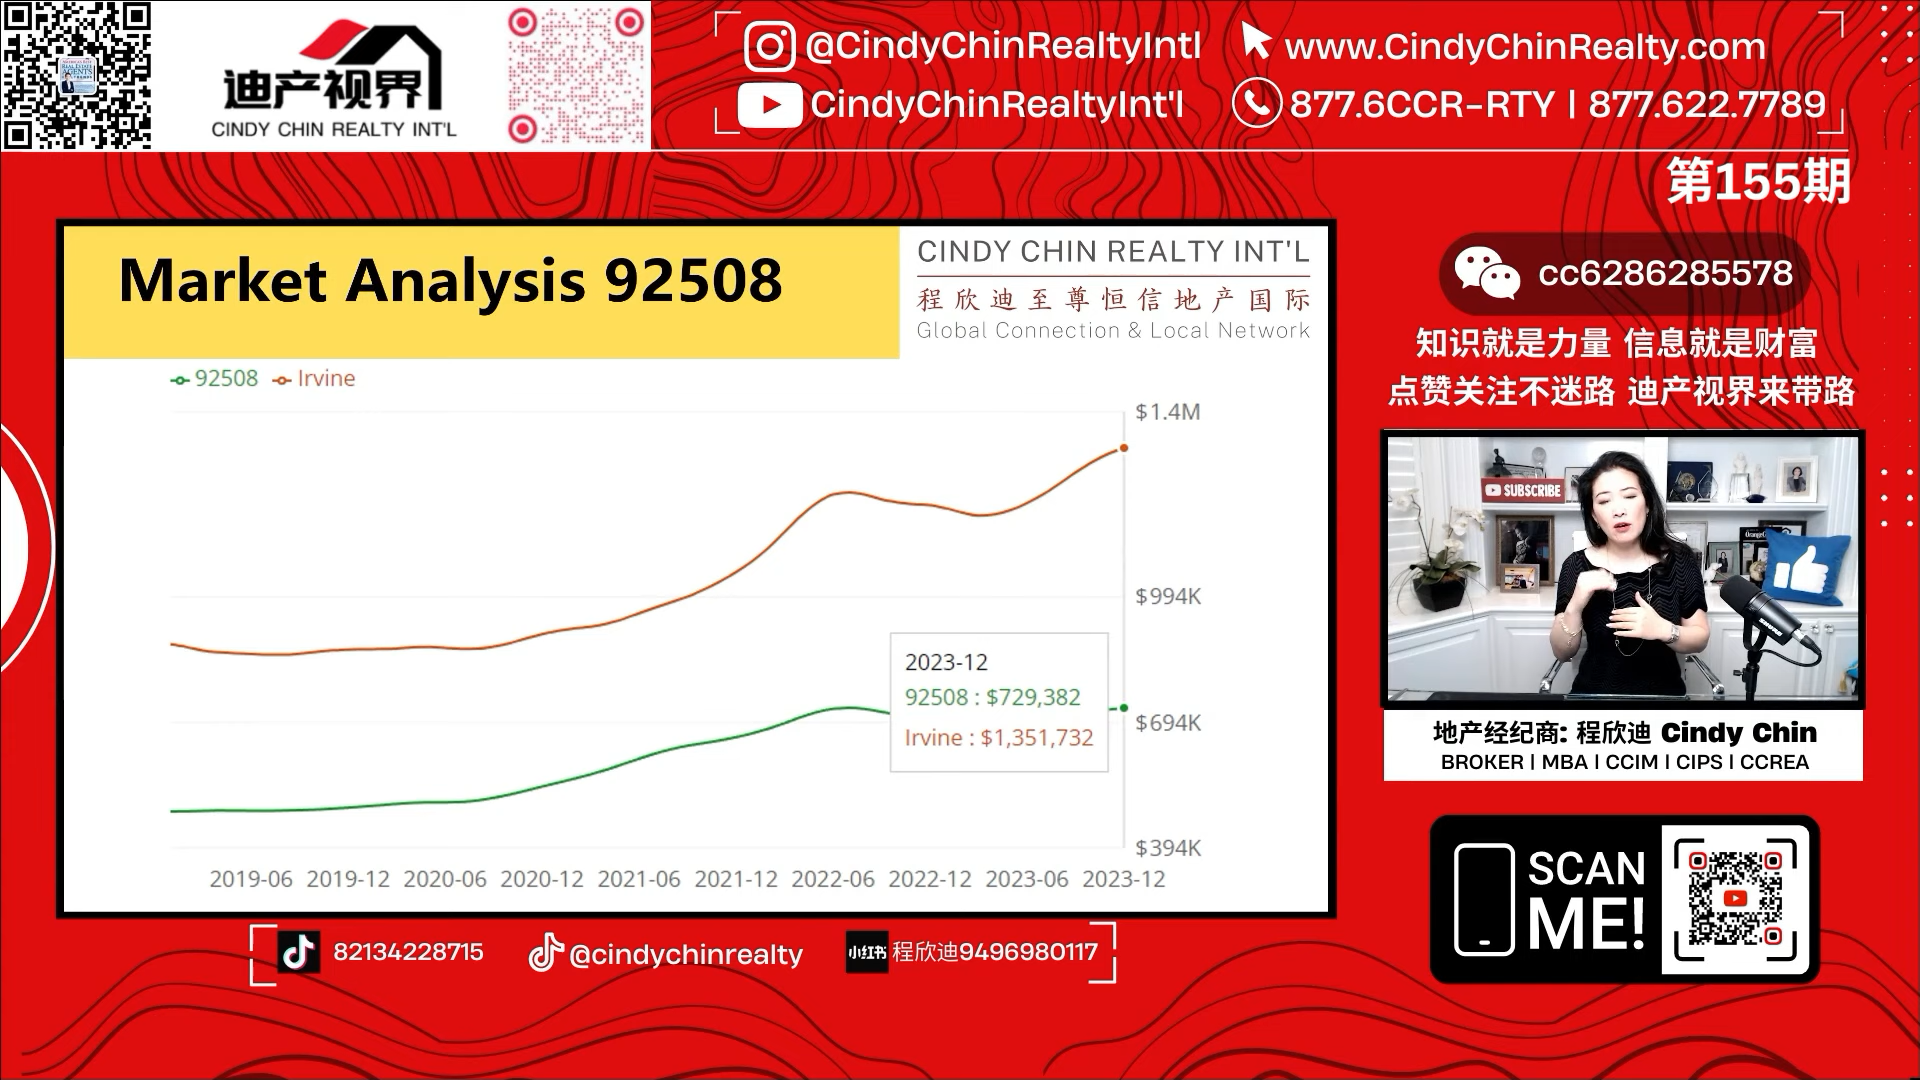 迪产视界
CINDY CHIN REALTY INT'L
@CindyChinRealtyIntl
www.CindyChinRealty.com
CindyChinRealtyInt'l
877.6CCR-RTY | 877.622.7789
第155期
Market Analysis 92508
CINDY CHIN REALTY INT'L
程欣迪至尊恒信地产国际
Global Connection & Local Network
92508 Irvine
$1.4M
$994K
$694K
$394K
2023-12
92508 : $729,382
Irvine : $1,351,732
2019-06 2019-12 2020-06 2020-12 2021-06 2021-12 2022-06 2022-12 2023-06 2023-12
cc6286285578
知识就是力量 信息就是财富
点赞关注不迷路 迪产视界来带路
SUBSCRIBE
地产经纪商: 程欣迪 Cindy Chin
BROKER | MBA | CCIM | CIPS | CCREA
SCAN
ME!
82134228715
@cindychinrealty
小红书 程欣迪9496980117